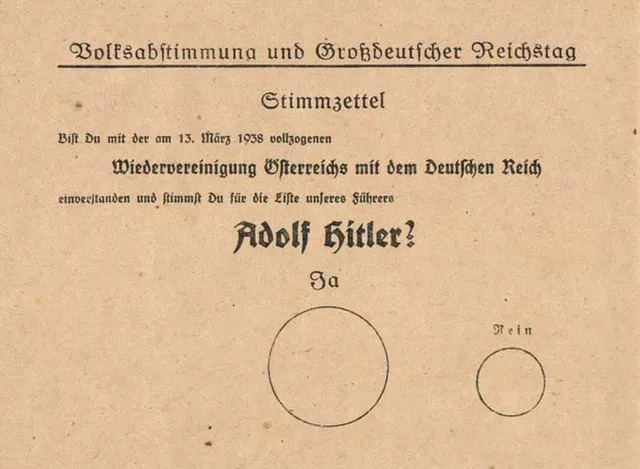 Volksabstimmung und Großdeutscher Reichstag
Stimmzettel
Bist Du mit der am 13. März 1938 vollzogenen
Wiedervereinigung Österreichs mit dem Deutschen Reich
einverstanden und stimmst Du für die Liste unseres Führers
Adolf Hitler?
Ja
Nein